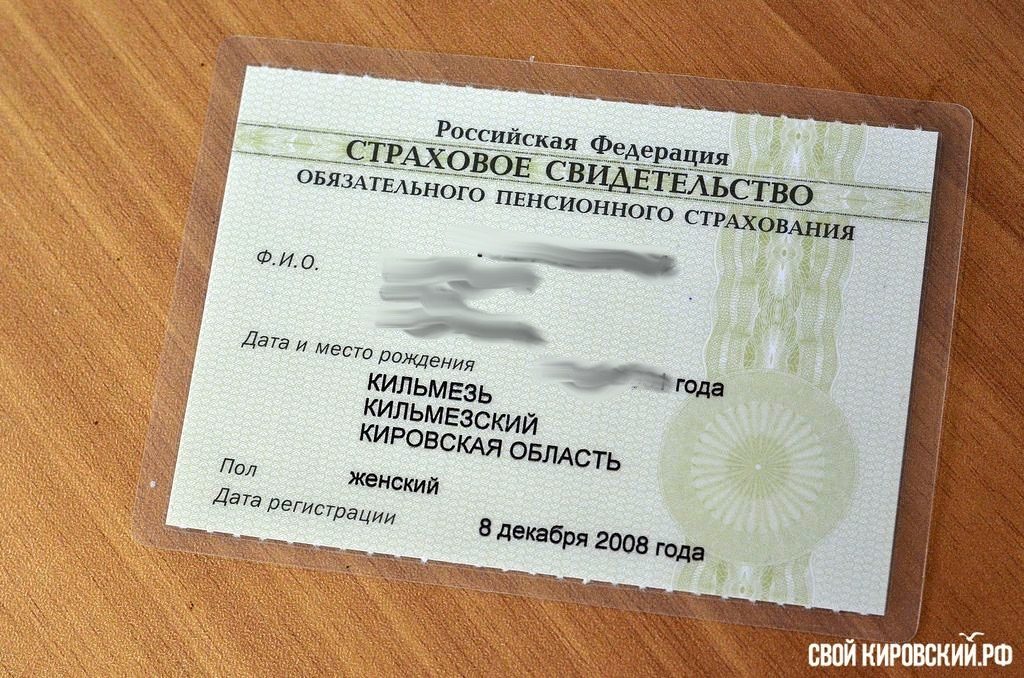 Российская Федерация
СТРАХОВОЕ СВИДЕТЕЛЬСТВО
ОБЯЗАТЕЛЬНОГО ПЕНСИОННОГО СТРАХОВАНИЯ
Ф.И.О.
Дата и место рождения
года
КИЛЬМЕЗЬ
КИЛЬМЕЗСКИЙ
КИРОВСКАЯ ОБЛАСТЬ
Пол женский
Дата регистрации 8 декабря 2008 года
СВОЙ КИРОВСКИЙ.РФ